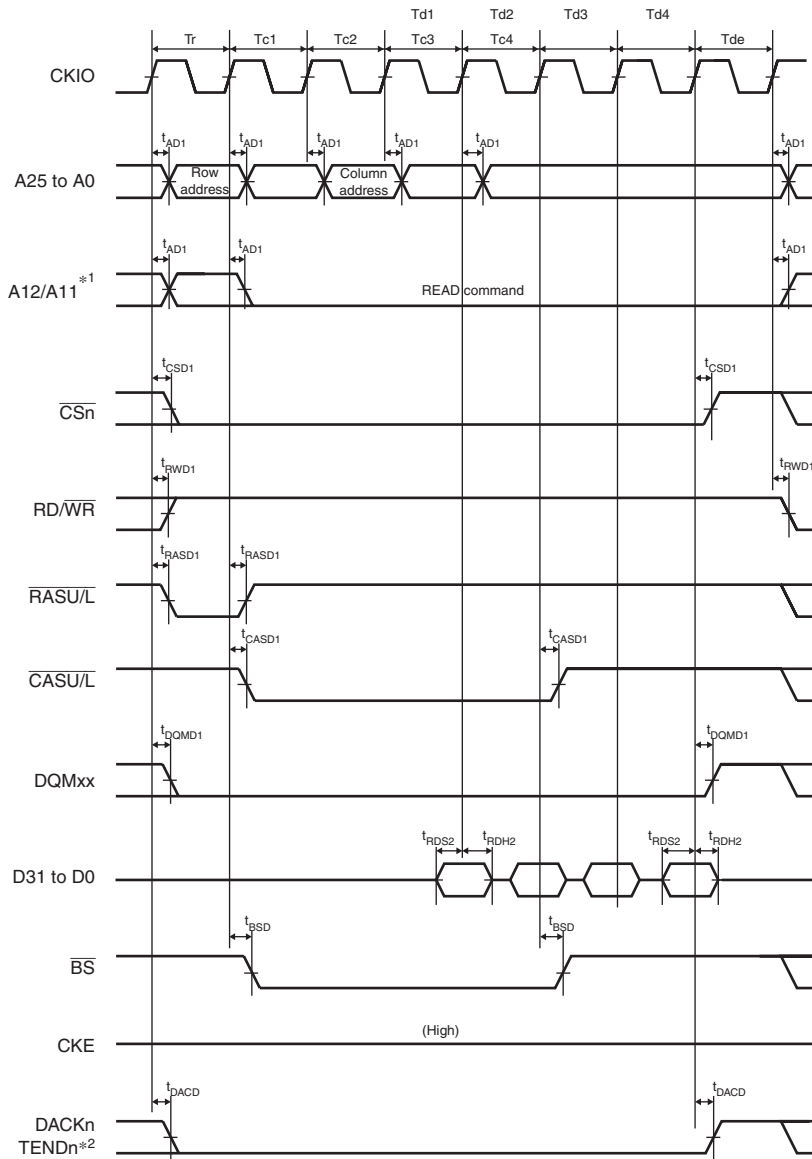 Td1 Td2 Td3 Td4
Tr Tc1 Tc2 Tc3 Tc4 Tde
CKIO
tAD1 tAD1 tAD1 tAD1 tAD1 tAD1
A25 to A0
Row address
Column address
tAD1 tAD1 tAD1
A12/A11*1
READ command
tCSD1 tCSD1
CSn
tRWD1 tRWD1
RD/WR
tRASD1 tRASD1
RASU/L
tCASD1 tCASD1
CASU/L
tDQMD1 tDQMD1
DQMxx
tRDS2 tRDH2 tRDS2 tRDH2
D31 to D0
tBSD tBSD
BS
(High)
CKE
tDACD tDACD
DACKn
TENDn*2